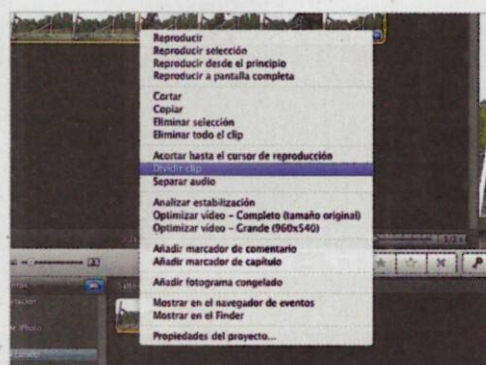 Reproducir
Reproducir selección
Reproducir desde el principio
Reproducir a pantalla completa
Cortar
Copiar
Eliminar selección
Eliminar todo el clip
Acortar hasta el cursor de reproducción
Dividir clip
Separar audio
Analizar estabilización
Optimizar vídeo – Completo (tamaño original)
Optimizar vídeo – Grande (960x540)
Añadir marcador de comentario
Añadir marcador de capítulo
Añadir fotograma congelado
Mostrar en el navegador de eventos
Mostrar en el Finder
Propiedades del proyecto...